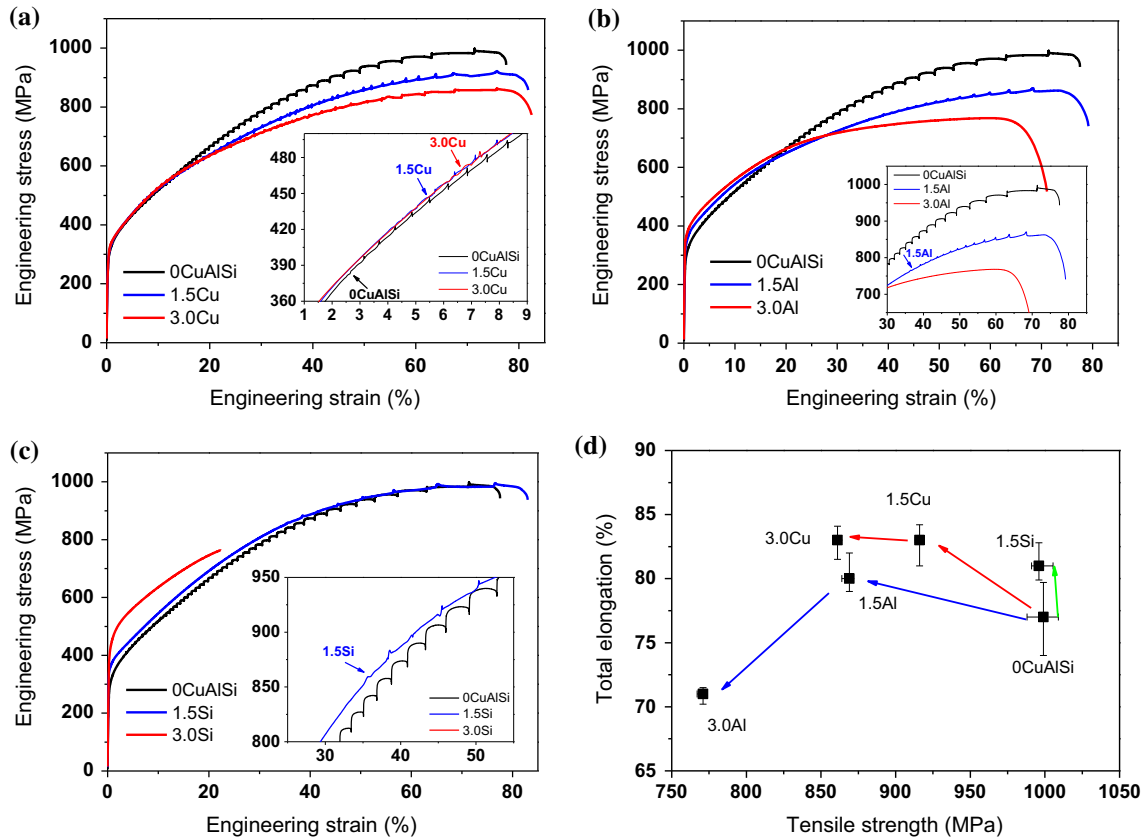 (a)
Engineering stress (MPa)
1000
800
600
400
200
0
0CuAlSi
1.5Cu
3.0Cu
480
450
420
390
360
1 2 3 4 5 6 7 8 9
3.0Cu
1.5Cu
0CuAlSi
0CuAlSi
1.5Cu
3.0Cu
0 20 40 60 80
Engineering strain (%)
(b)
Engineering stress (MPa)
1000
800
600
400
200
0
0CuAlSi
1.5Al
3.0Al
0CuAlSi
1.5Al
3.0Al
1000
950
900
850
800
750
700
1.5Al
30 40 50 60 70 80
0 10 20 30 40 50 60 70 80
Engineering strain (%)
(c)
Engineering stress (MPa)
1000
800
600
400
200
0
0CuAlSi
1.5Si
3.0Si
950
900
850
800
1.5Si
0CuAlSi
1.5Si
3.0Si
30 40 50
0 20 40 60 80
Engineering strain (%)
(d)
Total elongation (%)
90
85
80
75
70
65
1.5Cu
3.0Cu
1.5Si
1.5Al
0CuAlSi
3.0Al
750 800 850 900 950 1000 1050
Tensile strength (MPa)